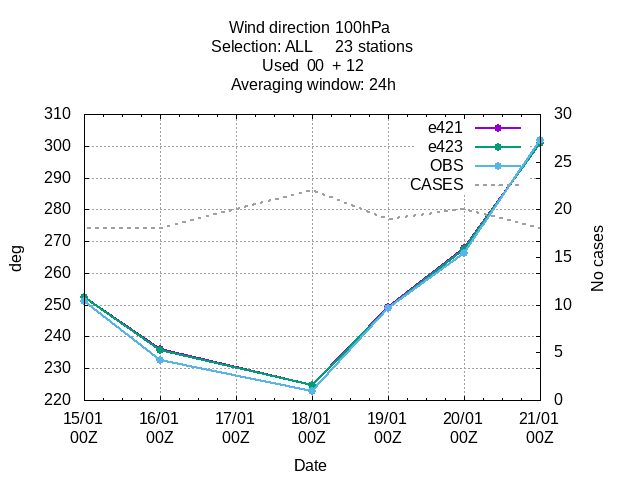 Wind direction 100hPa
Selection: ALL     23 stations
Used  00  + 12
Averaging window: 24h
310 30
300
290 25
280 20
270
260 15
250 10
240
230 5
220 0
e421
e423
OBS
CASES
deg
No cases
15/01 16/01 17/01 18/01 19/01 20/01 21/01
00Z 00Z 00Z 00Z 00Z 00Z 00Z
Date